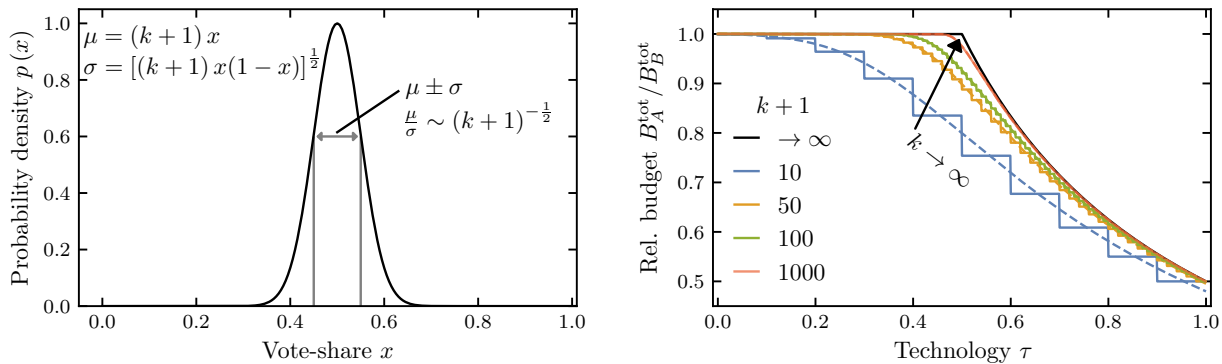 1.0
0.8
0.6
0.4
0.2
0.0
Probability density p (x)
μ = (k + 1) x
σ = [(k + 1) x(1 − x)]^{1/2}
μ ± σ
μ/σ ∼ (k + 1)^{−1/2}
0.0 0.2 0.4 0.6 0.8 1.0
Vote-share x
1.0
0.9
0.8
0.7
0.6
0.5
Rel. budget B_A^{tot}/B_B^{tot}
k + 1
→ ∞
10
50
100
1000
k → ∞
0.0 0.2 0.4 0.6 0.8 1.0
Technology τ